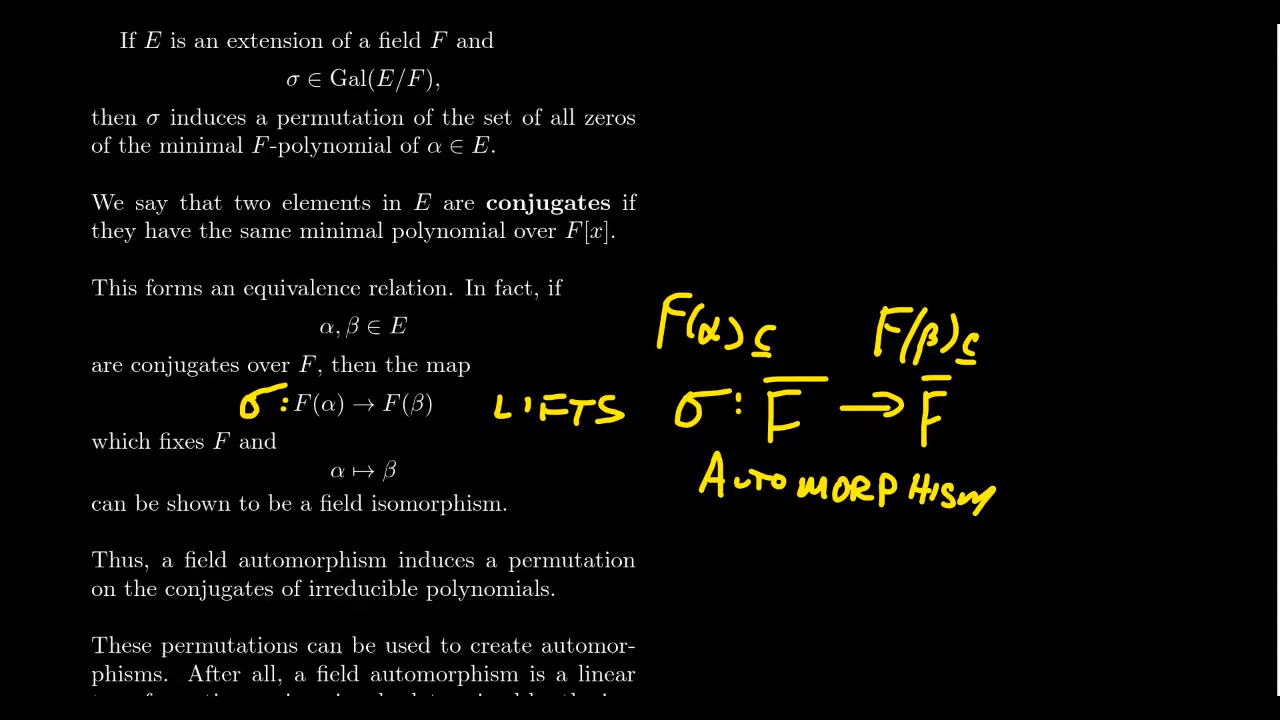 If E is an extension of a field F and
σ ∈ Gal(E/F),
then σ induces a permutation of the set of all zeros
of the minimal F-polynomial of α ∈ E.
We say that two elements in E are conjugates if
they have the same minimal polynomial over F[x].
This forms an equivalence relation. In fact, if
α, β ∈ E
are conjugates over F, then the map
σ: F(α) → F(β)
which fixes F and
α ↦ β
can be shown to be a field isomorphism.
Thus, a field automorphism induces a permutation
on the conjugates of irreducible polynomials.
These permutations can be used to create automor-
phisms. After all, a field automorphism is a linear
F(α) ⊆ F(β) ⊆
LIFTS σ: F̅ → F̅
AUTOMORPHISM